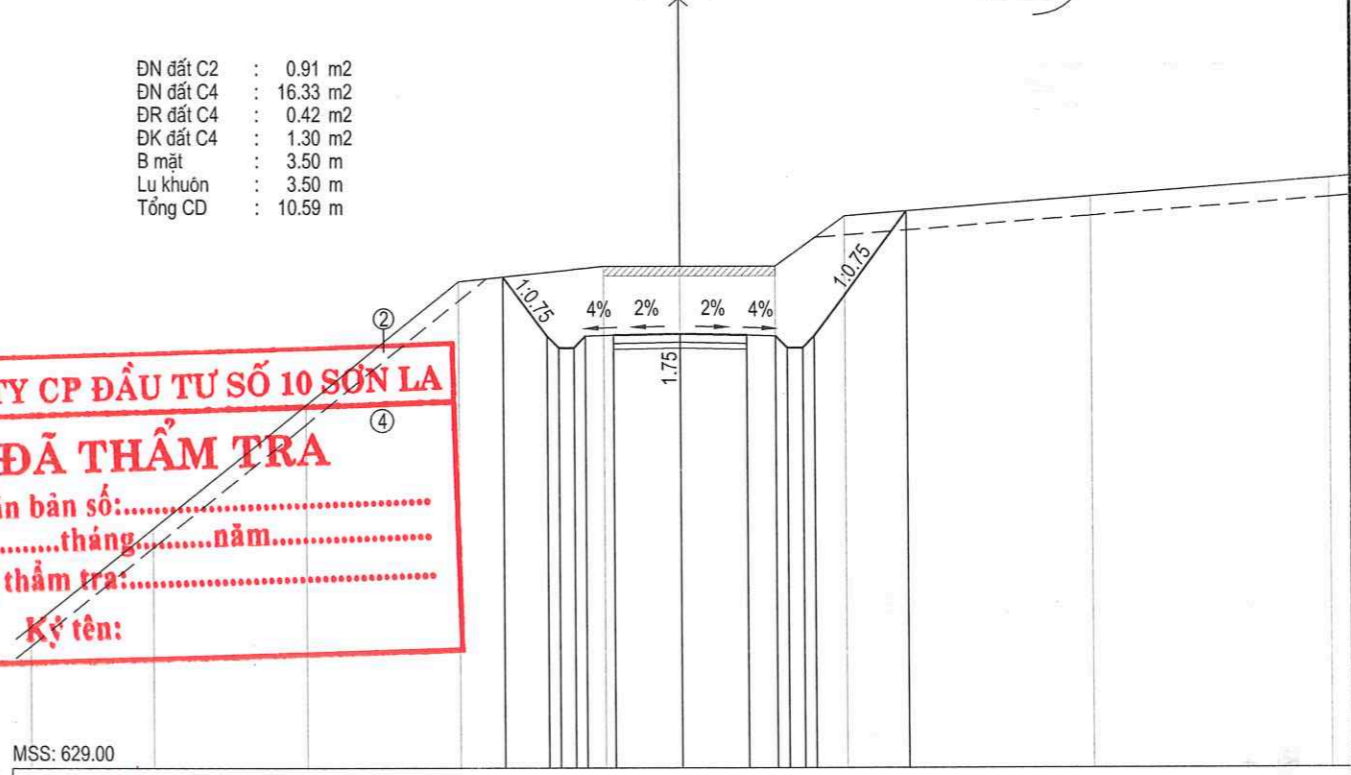 ĐN đất C2 : 0.91 m2
ĐN đất C4 : 16.33 m2
ĐR đất C4 : 0.42 m2
ĐK đất C4 : 1.30 m2
B mặt : 3.50 m
Lu khuôn : 3.50 m
Tổng CD : 10.59 m
1:0.75
4% 2% 2% 4%
1:0.75
1.75
2
4
TY CP ĐẦU TƯ SỐ 10 SƠN LA
ĐÃ THẨM TRA
n bản số:
tháng năm
thẩm tra:
Ký tên:
MSS: 629.00